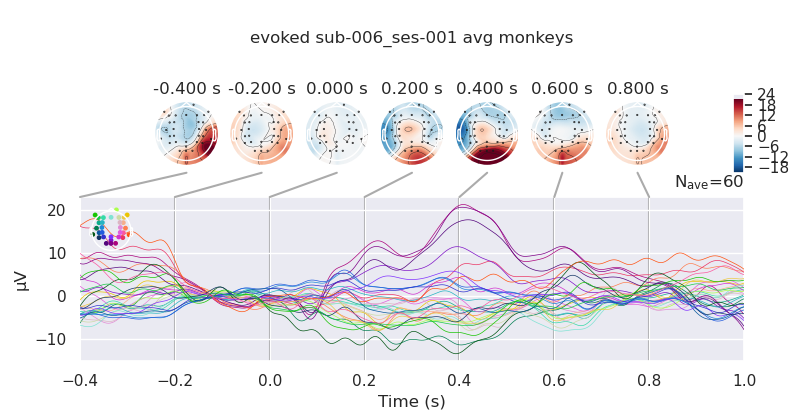 evoked sub-006_ses-001 avg monkeys
-0.400 s -0.200 s 0.000 s 0.200 s 0.400 s 0.600 s 0.800 s
24
18
12
6
0
−6
−12
−18
N_ave=60
20
10
0
−10
µV
−0.4 −0.2 0.0 0.2 0.4 0.6 0.8 1.0
Time (s)